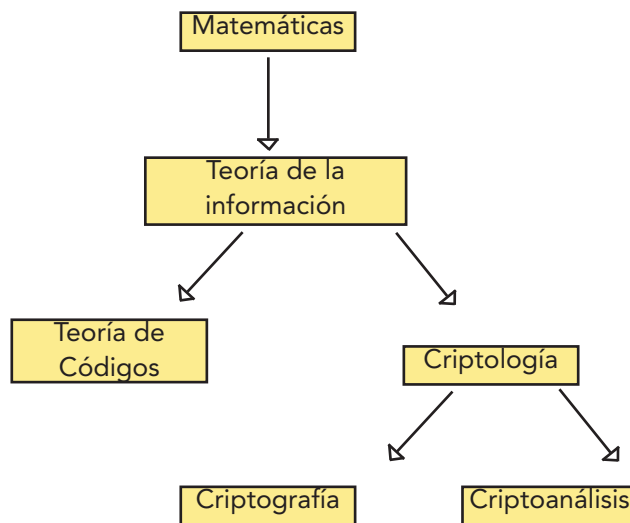 Matemáticas
Teoría de la
información
Teoría de
Códigos
Criptología
Criptografía
Criptoanálisis